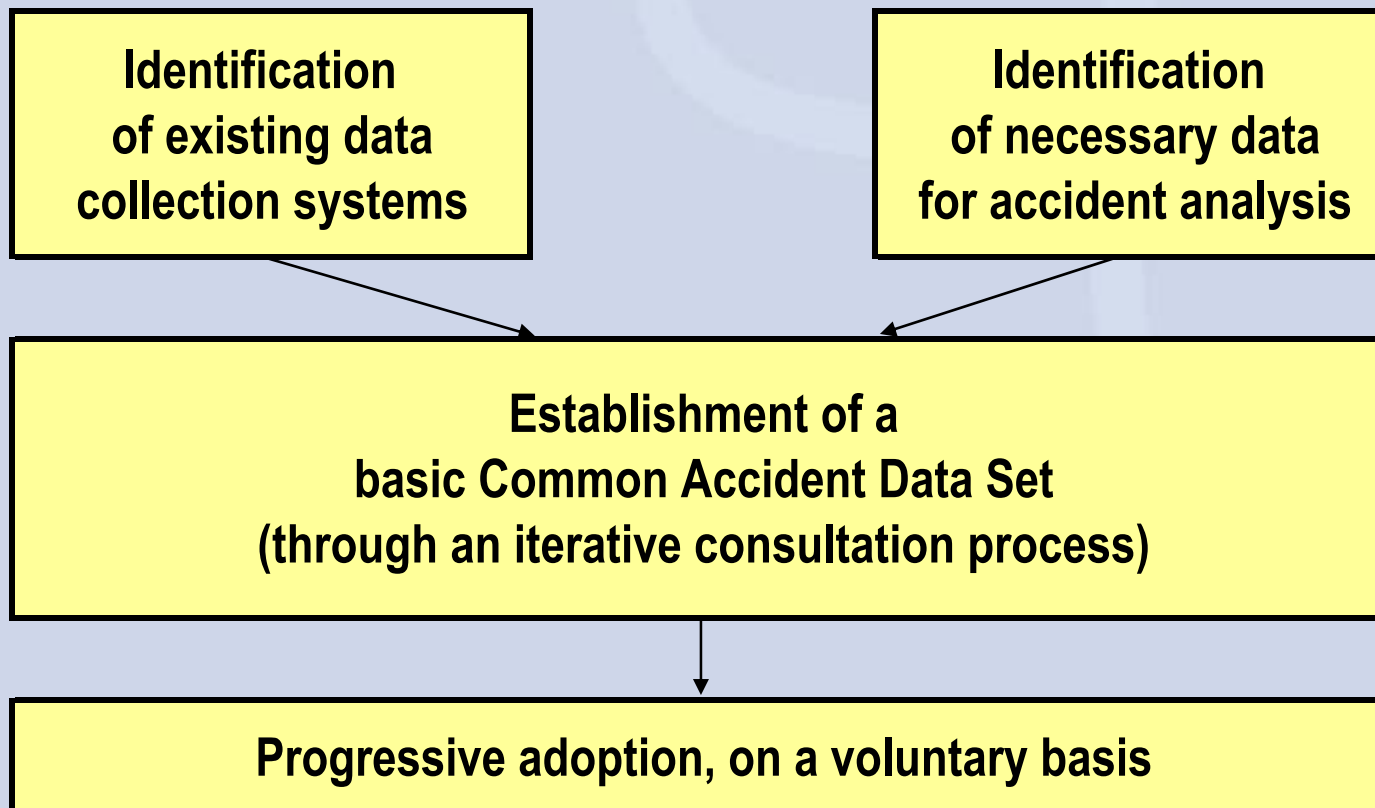 Identification
of existing data
collection systems
Identification
of necessary data
for accident analysis
Establishment of a
basic Common Accident Data Set
(through an iterative consultation process)
Progressive adoption, on a voluntary basis